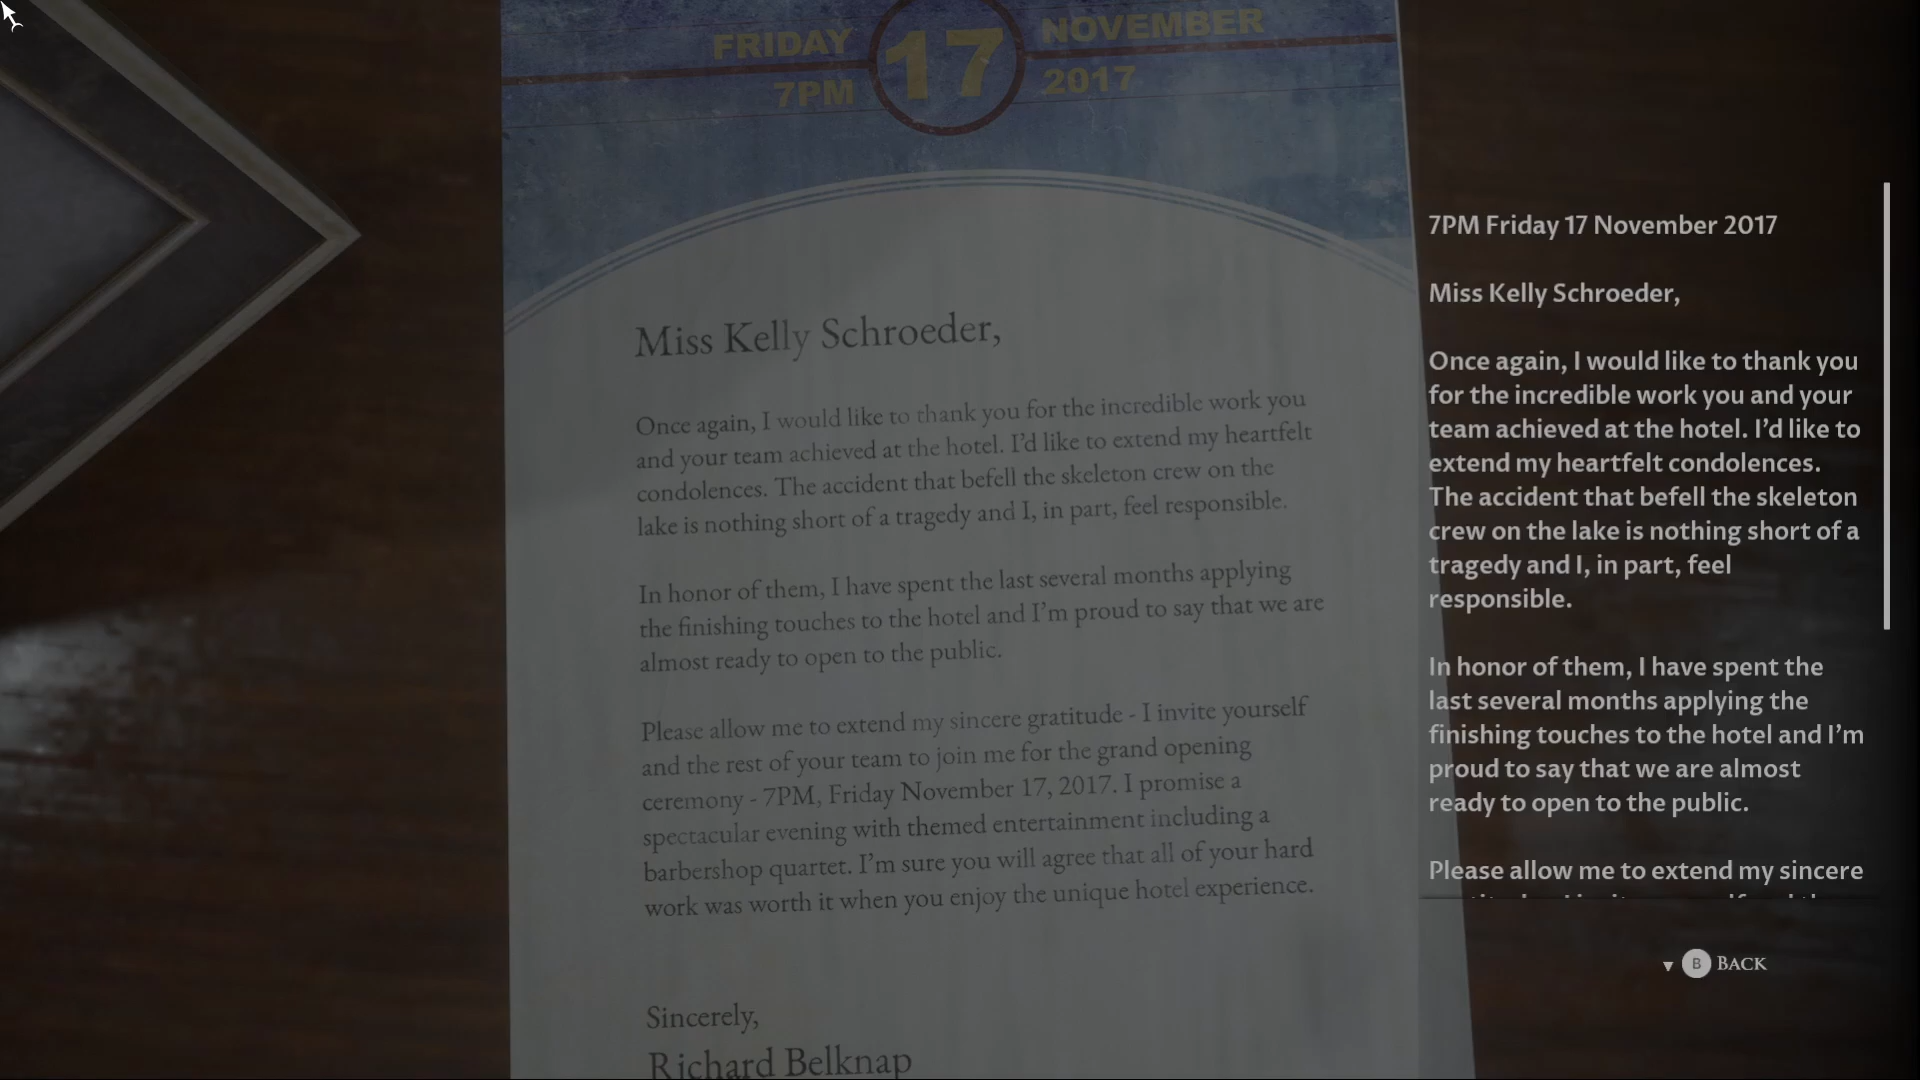 FRIDAY 17 NOVEMBER
7PM 2017
Miss Kelly Schroeder,
Once again, I would like to thank you for the incredible work you
and your team achieved at the hotel. I'd like to extend my heartfelt
condolences. The accident that befell the skeleton crew on the
lake is nothing short of a tragedy and I, in part, feel responsible.
In honor of them, I have spent the last several months applying
the finishing touches to the hotel and I'm proud to say that we are
almost ready to open to the public.
Please allow me to extend my sincere gratitude - I invite yourself
and the rest of your team to join me for the grand opening
ceremony - 7PM, Friday November 17, 2017. I promise a
spectacular evening with themed entertainment including a
barbershop quartet. I'm sure you will agree that all of your hard
work was worth it when you enjoy the unique hotel experience.
Sincerely,
Richard Belknap
7PM Friday 17 November 2017
Miss Kelly Schroeder,
Once again, I would like to thank you
for the incredible work you and your
team achieved at the hotel. I'd like to
extend my heartfelt condolences.
The accident that befell the skeleton
crew on the lake is nothing short of a
tragedy and I, in part, feel
responsible.
In honor of them, I have spent the
last several months applying the
finishing touches to the hotel and I'm
proud to say that we are almost
ready to open to the public.
Please allow me to extend my sincere
B BACK